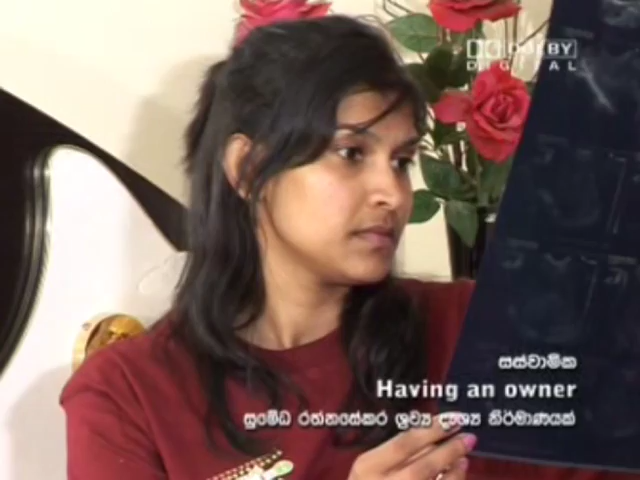 DOLBY
DIGITAL
සස්වාමික
Having an owner
සුමේධ රත්නසේකර ශ්‍රව්‍ය දෘශ්‍ය නිර්මාණයක්